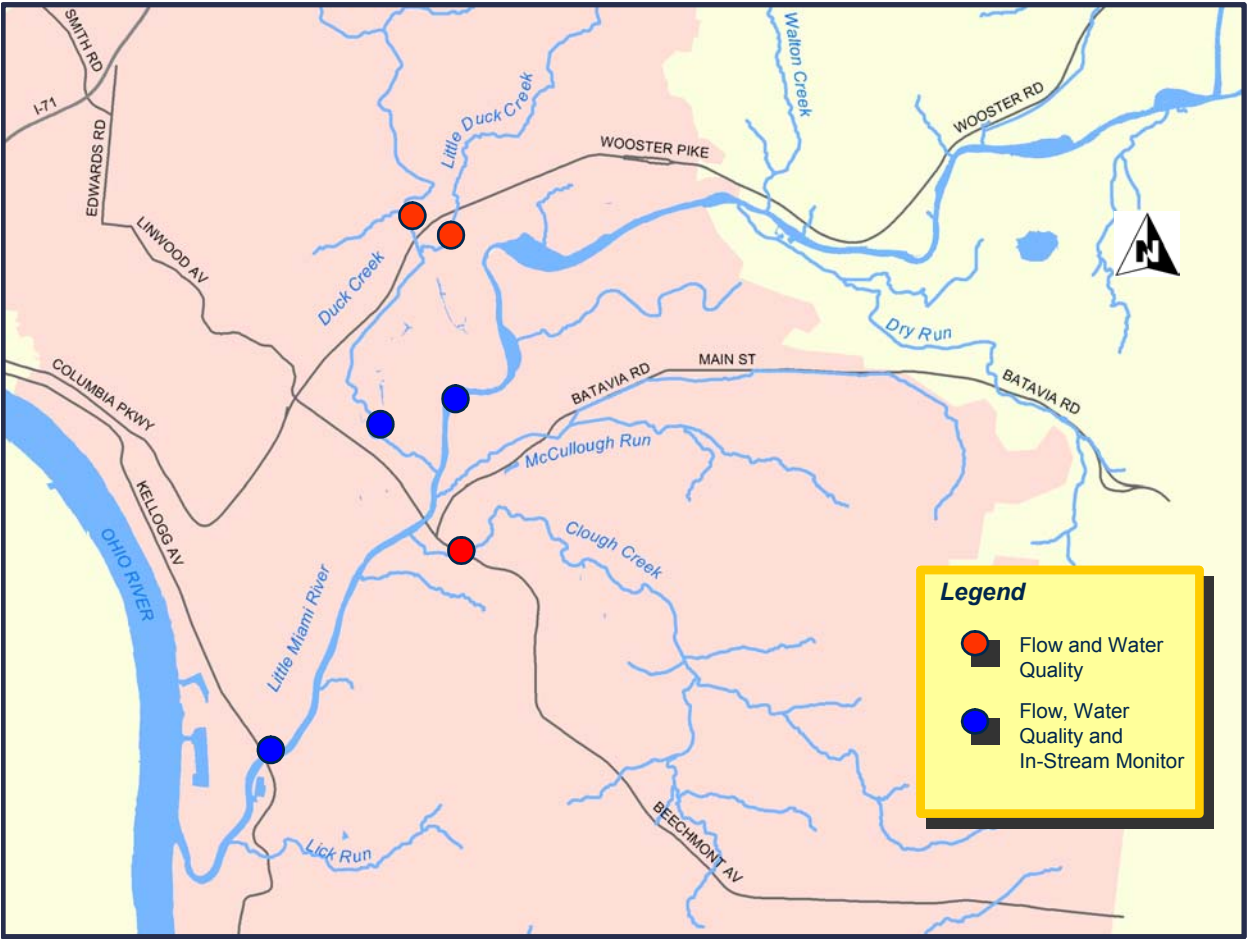 SMITH RD
I-71
EDWARDS RD
LINWOOD AV
Little Duck Creek
Walton Creek
WOOSTER RD
WOOSTER PIKE
N
Duck Creek
Dry Run
COLUMBIA PKWY
MAIN ST
BATAVIA RD
BATAVIA RD
McCullough Run
KELLOGG AV
OHIO RIVER
Clough Creek
Little Miami River
Lick Run
BEECHMONT AV
Legend
Flow and Water
Quality
Flow, Water
Quality and
In-Stream Monitor